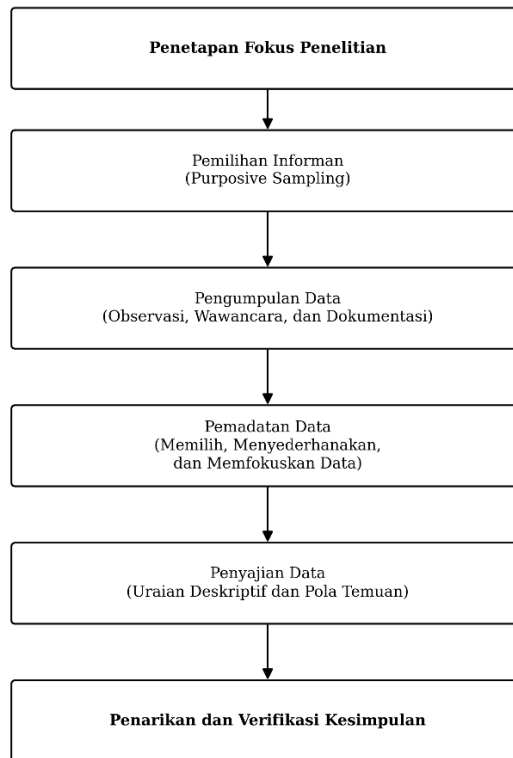 Penetapan Fokus Penelitian
Pemilihan Informan
(Purposive Sampling)
Pengumpulan Data
(Observasi, Wawancara, dan Dokumentasi)
Pemadatan Data
(Memilih, Menyederhanakan,
dan Memfokuskan Data)
Penyajian Data
(Uraian Deskriptif dan Pola Temuan)
Penarikan dan Verifikasi Kesimpulan